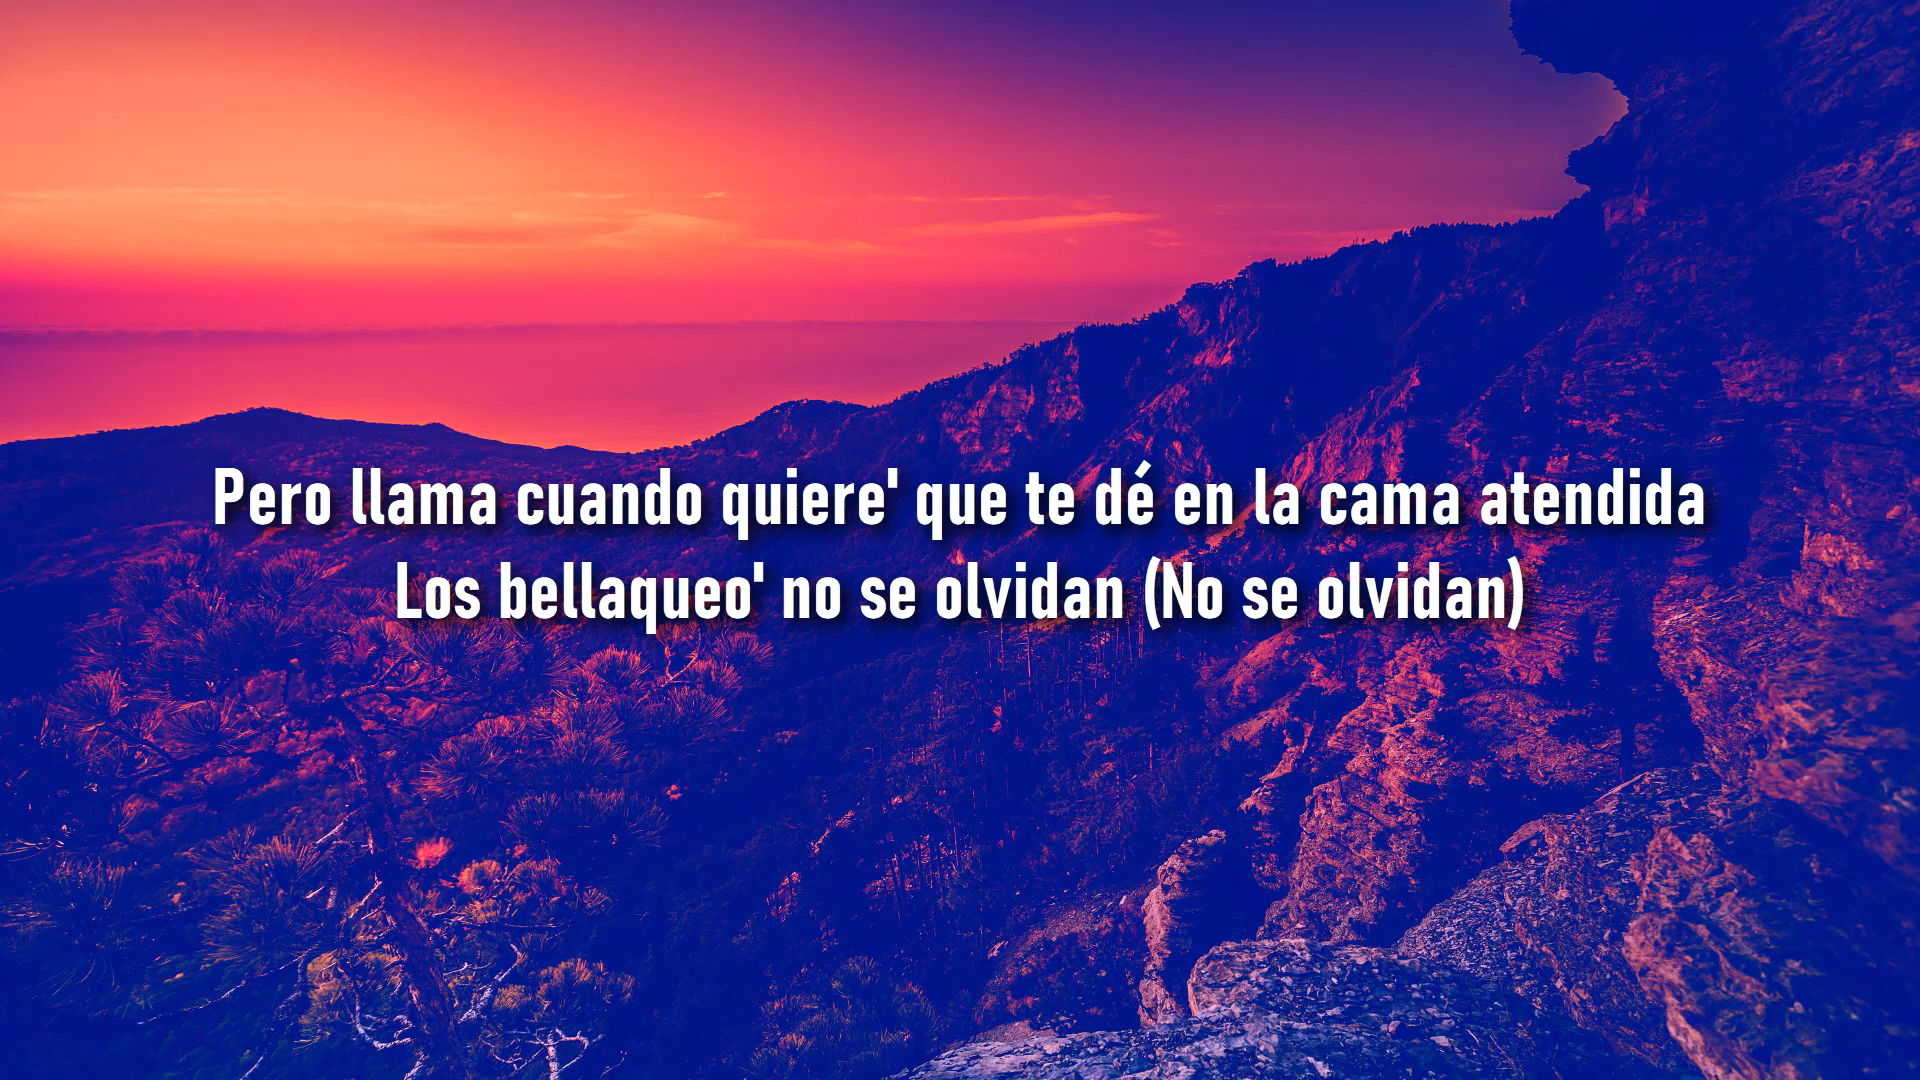 Pero llama cuando quiere' que te dé en la cama atendida
Los bellaqueo' no se olvidan (No se olvidan)